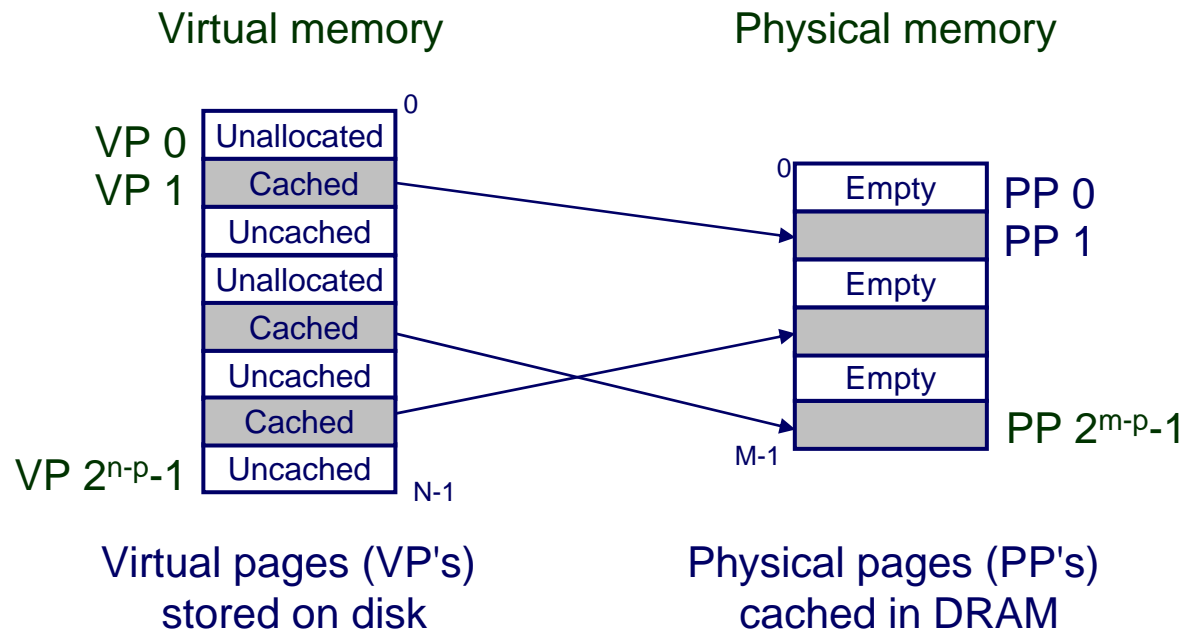 Virtual memory
Physical memory
0
VP 0
Unallocated
VP 1
Cached
Uncached
Unallocated
Cached
Uncached
Cached
VP 2ⁿ⁻ᵖ-1
Uncached
N-1
0
Empty
PP 0
PP 1
Empty
Empty
PP 2ᵐ⁻ᵖ-1
M-1
Virtual pages (VP's)
stored on disk
Physical pages (PP's)
cached in DRAM